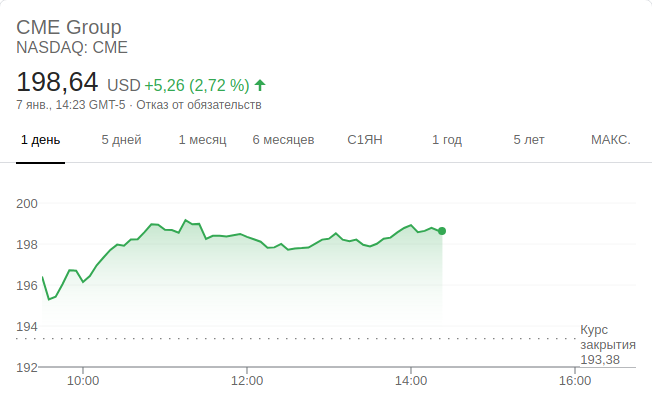 CME Group
NASDAQ: CME
198,64 USD +5,26 (2,72 %)
7 янв., 14:23 GMT-5 · Отказ от обязательств
1 день 5 дней 1 месяц 6 месяцев С1ЯН 1 год 5 лет МАКС.
200
198
196
194
Курс
закрытия
193,38
192
10:00 12:00 14:00 16:00